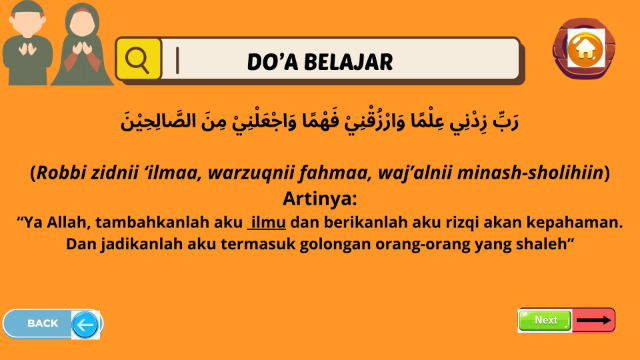 DO'A BELAJAR
رَبِّ زِدْنِي عِلْمًا وَارْزُقْنِيْ فَهْمًا وَاجْعَلْنِيْ مِنَ الصَّالِحِيْنَ
(Robbi zidnii ‘ilmaa, warzuqnii fahmaa, waj’alnii minash-sholihiin)
Artinya:
“Ya Allah, tambahkanlah aku ilmu dan berikanlah aku rizqi akan kepahaman.
Dan jadikanlah aku termasuk golongan orang-orang yang shaleh”
BACK
Next